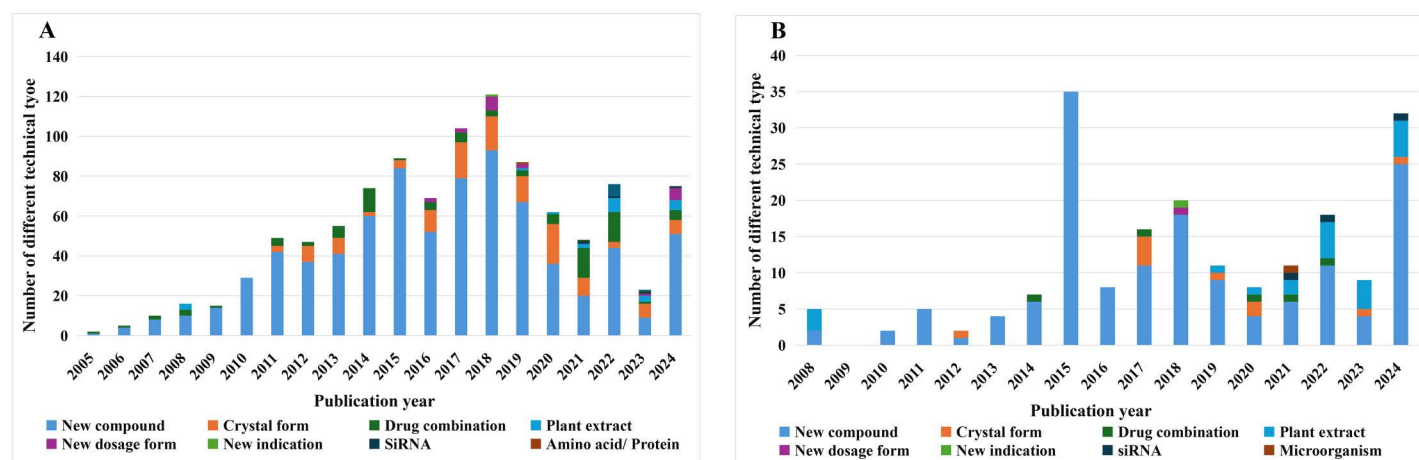 A
Number of different technical tyoe
140
120
100
80
60
40
20
0
2005 2006 2007 2008 2009 2010 2011 2012 2013 2014 2015 2016 2017 2018 2019 2020 2021 2022 2023 2024
Publication year
New compound Crystal form Drug combination Plant extract
New dosage form New indication SiRNA Amino acid/ Protein
B
Number of different technical type
40
35
30
25
20
15
10
5
0
2008 2009 2010 2011 2012 2013 2014 2015 2016 2017 2018 2019 2020 2021 2022 2023 2024
Publication year
New compound Crystal form Drug combination Plant extract
New dosage form New indication siRNA Microorganism